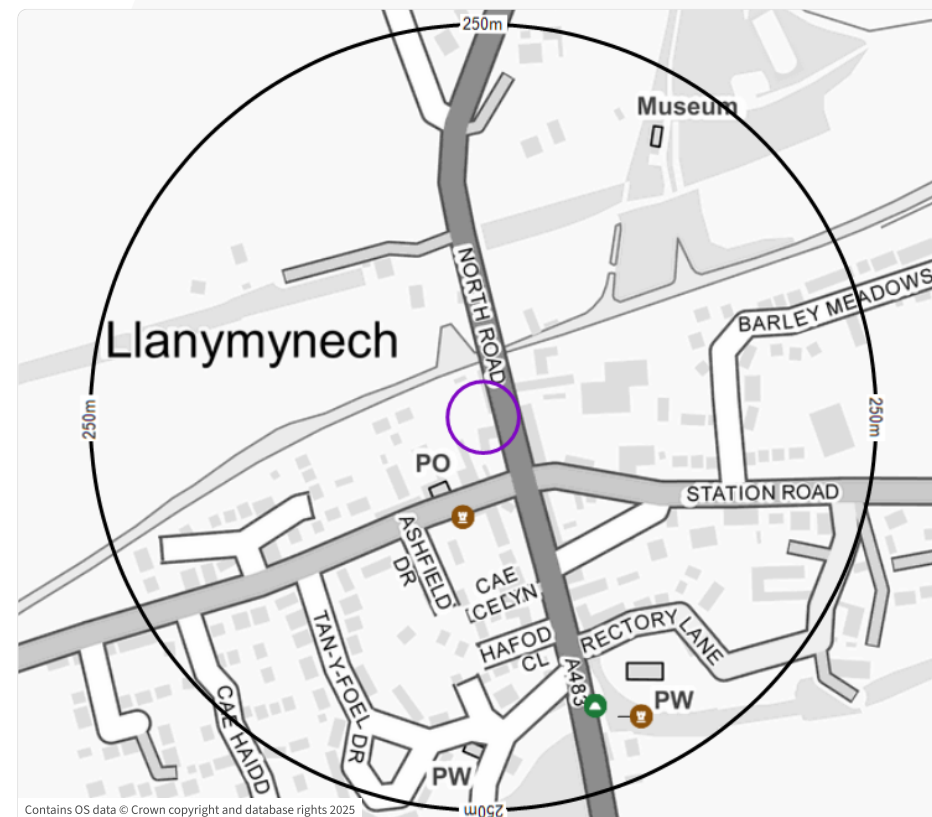 250m
Museum
NORTH ROAD
BARLEY MEADOWS
Llanymynech
250m
250m
PO
STATION ROAD
ASHFIELD
DR
CAE
CELYN
HAFOD
CL
RECTORY LANE
TAN-Y-FOEL DR
A483
CAE HAIDD
PW
PW
250m
Contains OS data © Crown copyright and database rights 2025